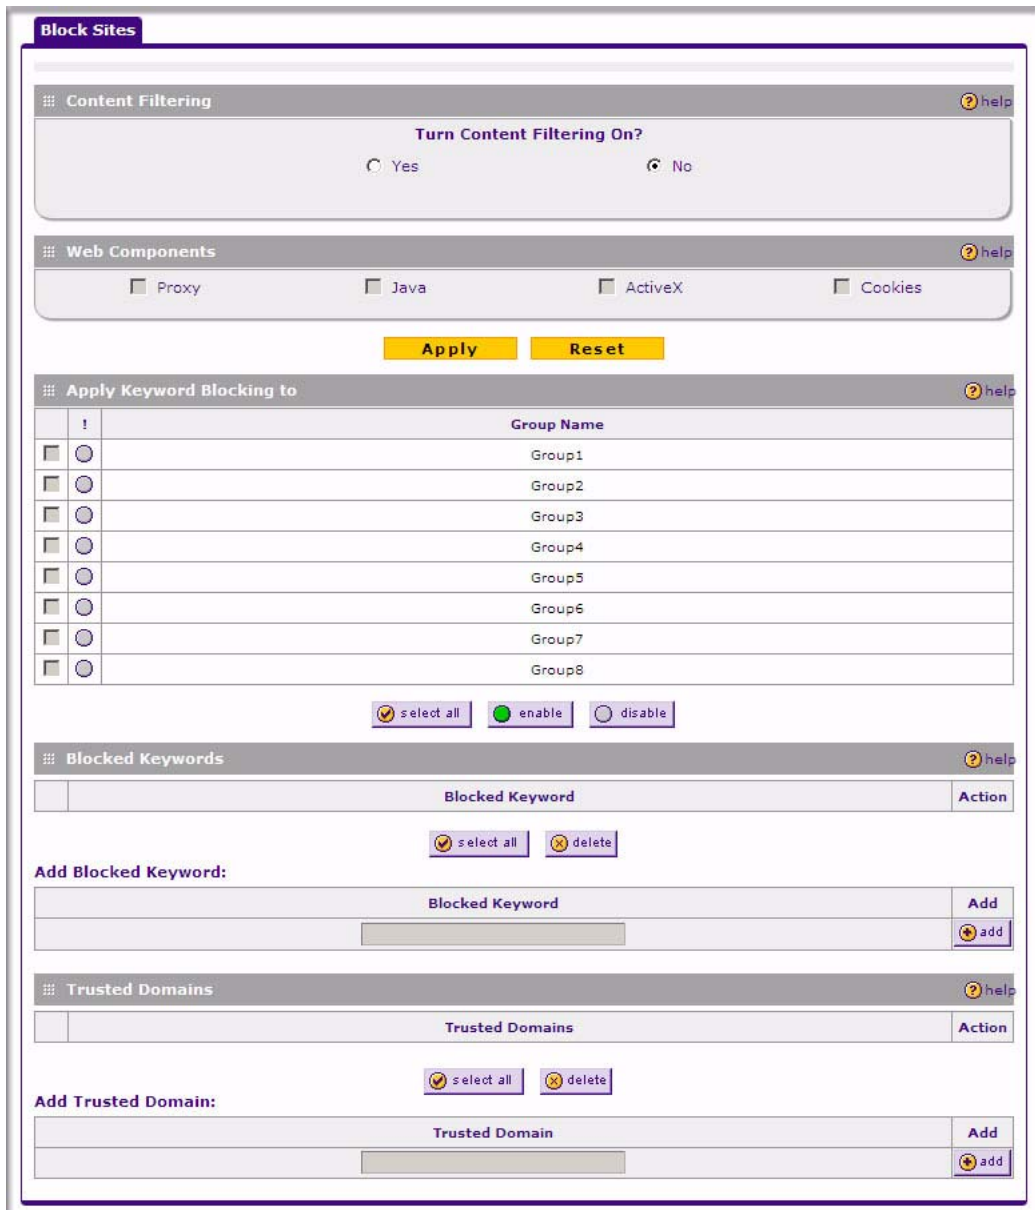 Block Sites
Content Filtering help
Turn Content Filtering On?
Yes No
Web Components help
Proxy Java ActiveX Cookies
Apply Reset
Apply Keyword Blocking to help
! Group Name
Group1
Group2
Group3
Group4
Group5
Group6
Group7
Group8
select all enable disable
Blocked Keywords help
Blocked Keyword Action
select all delete
Add Blocked Keyword:
Blocked Keyword Add
add
Trusted Domains help
Trusted Domains Action
select all delete
Add Trusted Domain:
Trusted Domain Add
add